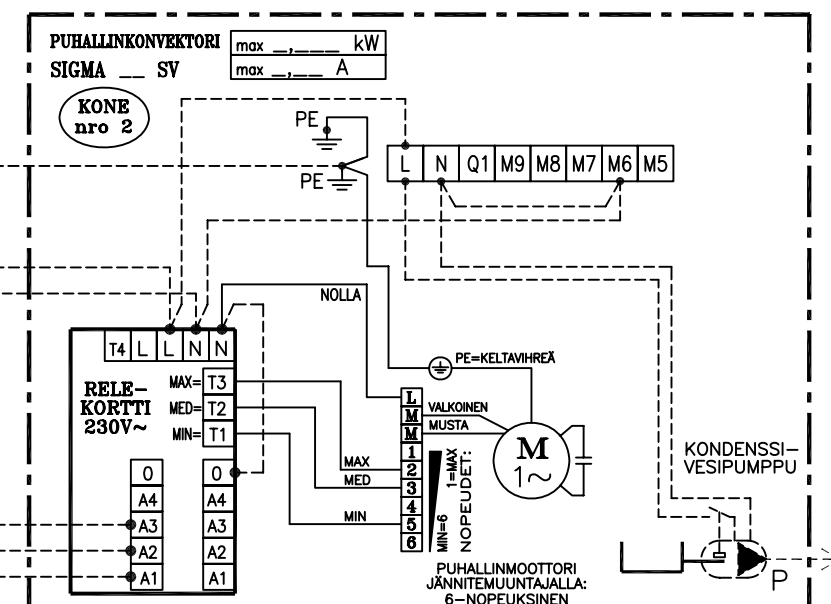 PUHALLINKONVEKTORI
max _,___ kW
SIGMA __ SV
max _,__ A
KONE
nro 2
PE
PE
L N Q1 M9 M8 M7 M6 M5
NOLLA
T4 L L N N
PE=KELTAVIHREÄ
RELE-
KORTTI
230V~
MAX= T3
MED= T2
MIN= T1
L
M
M
1
2
3
4
5
6
VALKOINEN
MUSTA
MAX
MED
MIN
1=MAX
MIN=6
NOPEUDET:
M
1~
KONDENSSI-
VESIPUMPPU
0
A4
A3
A2
A1
0
A4
A3
A2
A1
PUHALLINMOOTTORI
JÄNNITEMUUNTAJALLA:
6-NOPEUKSINEN
P